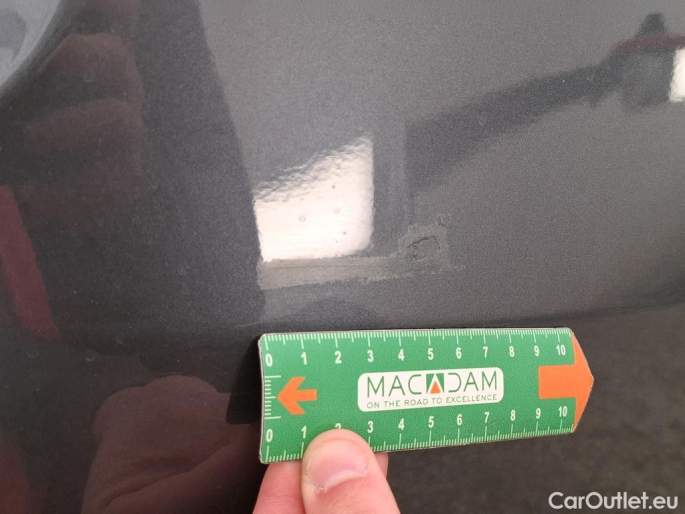 0 1 2 3 4 5 6 7 8 9 10
MACADAM
ON THE ROAD TO EXCELLENCE
0 1 3 4 5 6 7 8 9 10
CarOutlet.eu